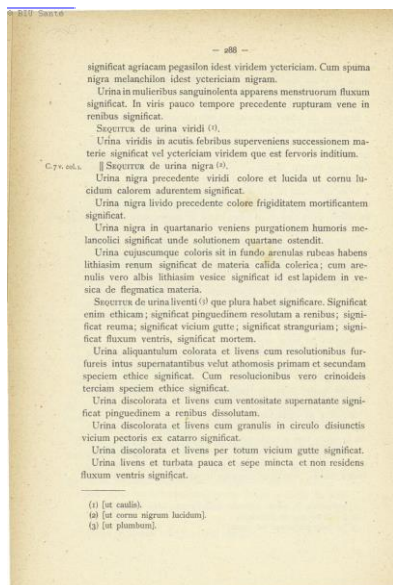 © BIU Santé
— 288 —
significat agriacam pegasilon idest viridem yctericiam. Cum spuma
nigra melanchilon idest yctericiam nigram.
Urina in mulieribus sanguinolenta apparens menstruorum fluxum
significat. In viris pauco tempore precedente rupturam vene in
renibus significat.
Sequitur de urina viridi (1).
Urina viridis in acutis febribus superveniens successionem ma-
terie significat vel yctericiam viridem que est fervoris inditium.
C. 7 v. col. 1. || Sequitur de urina nigra (2).
Urina nigra precedente viridi colore et lucida ut cornu lu-
cidum calorem adurentem significat.
Urina nigra livido precedente colore frigiditatem mortificantem
significat.
Urina nigra in quartanario veniens purgationem humoris me-
lancolici significat unde solutionem quartane ostendit.
Urina cujuscumque coloris sit in fundo arenulas rubeas habens
lithiasim renum significat de materia calida colerica; cum are-
nulis vero albis lithiasim vesice significat id est lapidem in ve-
sica de flegmatica materia.
Sequitur de urina liventi (3) que plura habet significare. Significat
enim ethicam; significat pinguedinem resolutam a renibus; signi-
ficat reuma; significat vicium gutte; significat stranguriam; signi-
ficat fluxum ventris, significat mortem.
Urina aliquantulum colorata et livens cum resolutionibus fur-
fureis intus supernatantibus velut athomosis primam et secundam
speciem ethice significat. Cum resolucionibus vero crinoideis
terciam speciem ethice significat.
Urina discolorata et livens cum ventositate supernatante signi-
ficat pinguedinem a renibus dissolutam.
Urina discolorata et livens cum granulis in circulo disiunctis
vicium pectoris ex catarro significat.
Urina discolorata et livens per totum vicium gutte significat.
Urina livens et turbata pauca et sepe mincta et non residens
fluxum ventris significat.
(1) [ut caulis].
(2) [ut cornu nigrum lucidum].
(3) [ut plumbum].